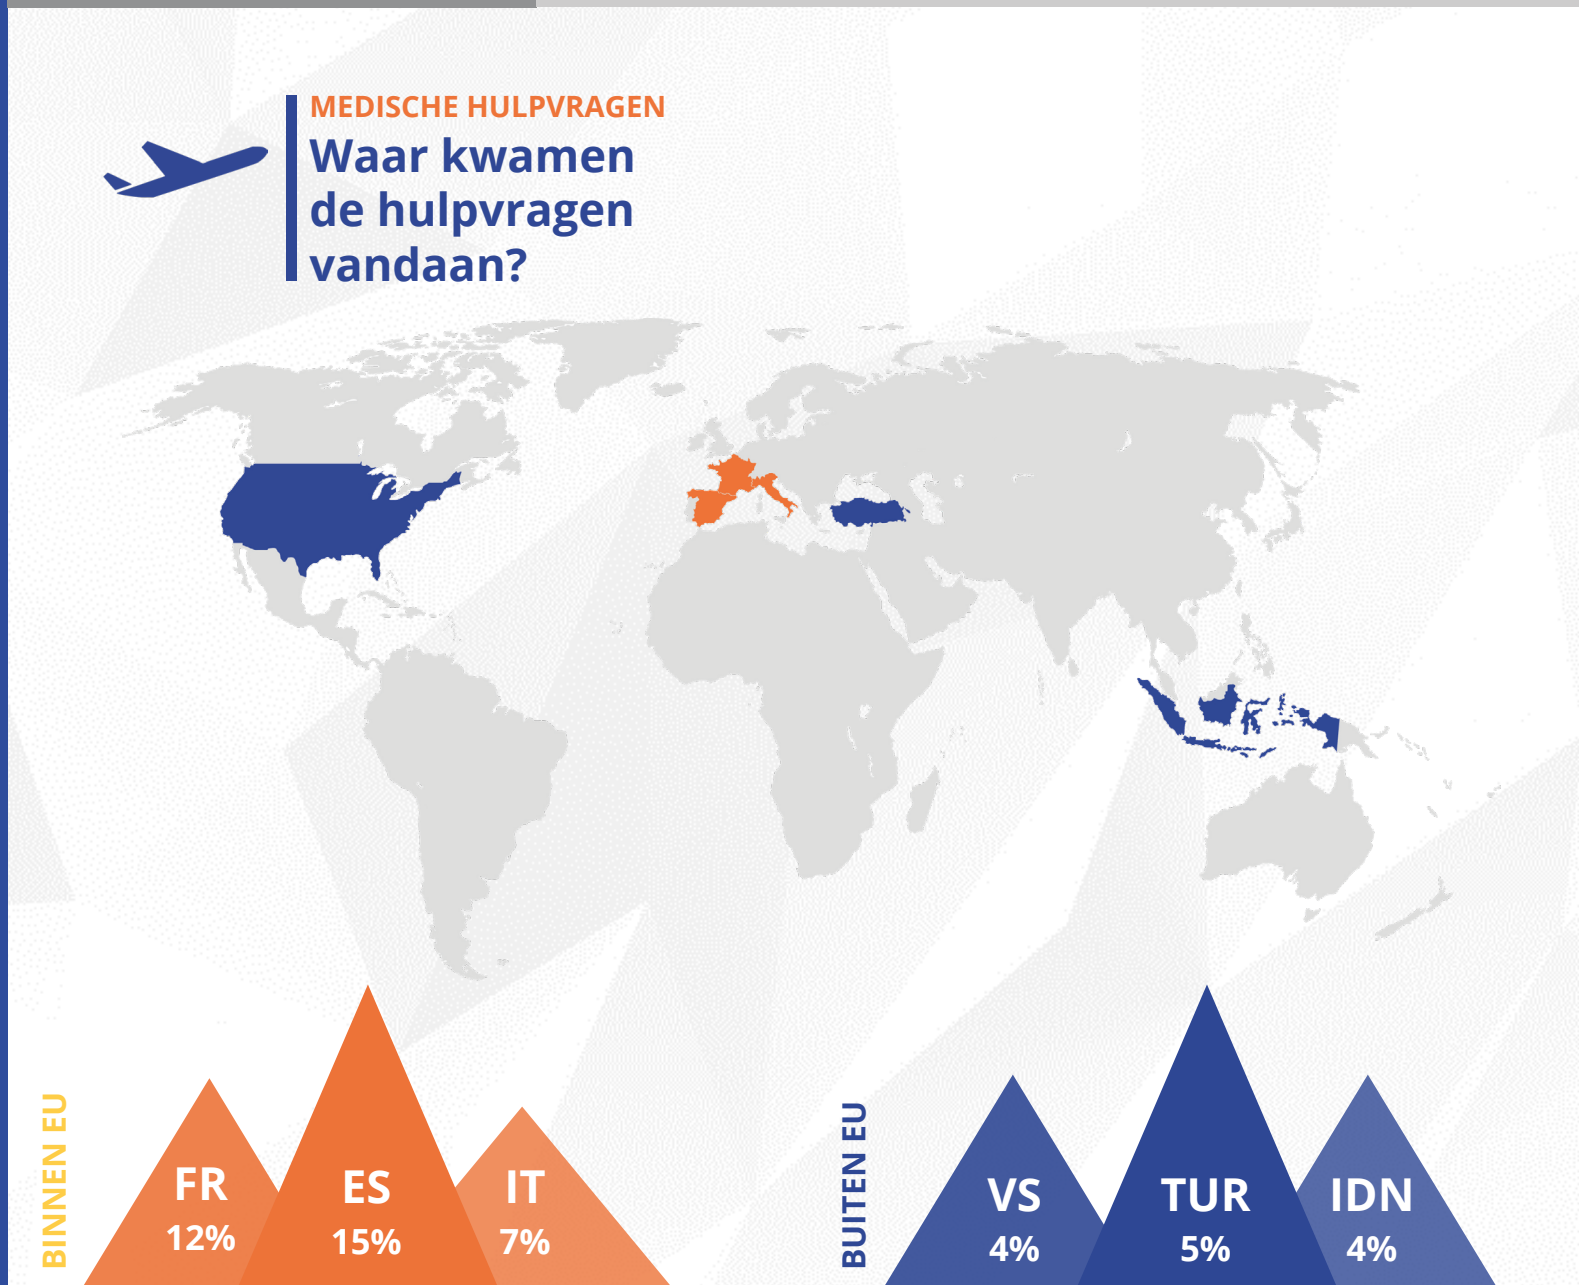 MEDISCHE HULPVRAGEN
Waar kwamen
de hulpvragen
vandaan?
BINNEN EU
FR
12%
ES
15%
IT
7%
BUITEN EU
VS
4%
TUR
5%
IDN
4%